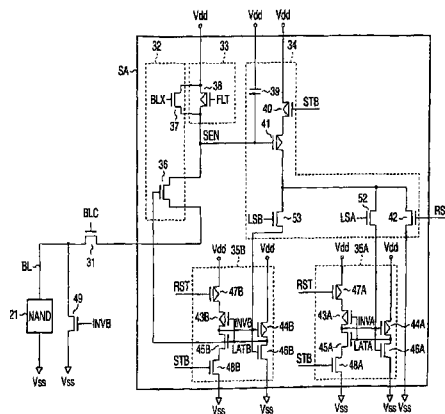 Vdd
Vdd
Vdd
32
33
34
SA
38
BLX
FLT
37
39
40
STB
41
SEN
36
BLC
31
BL
LSB
53
LSA
52
42
RST
Vdd
Vdd
35B
Vdd
Vdd
35A
NAND
21
49
INVB
RST
47B
43B
INVB
44B
45B
LATB
46B
STB
48B
RST
47A
43A
INVA
44A
45A
LATA
46A
STB
48A
Vss
Vss
Vss
Vss
Vss
Vss
Vss